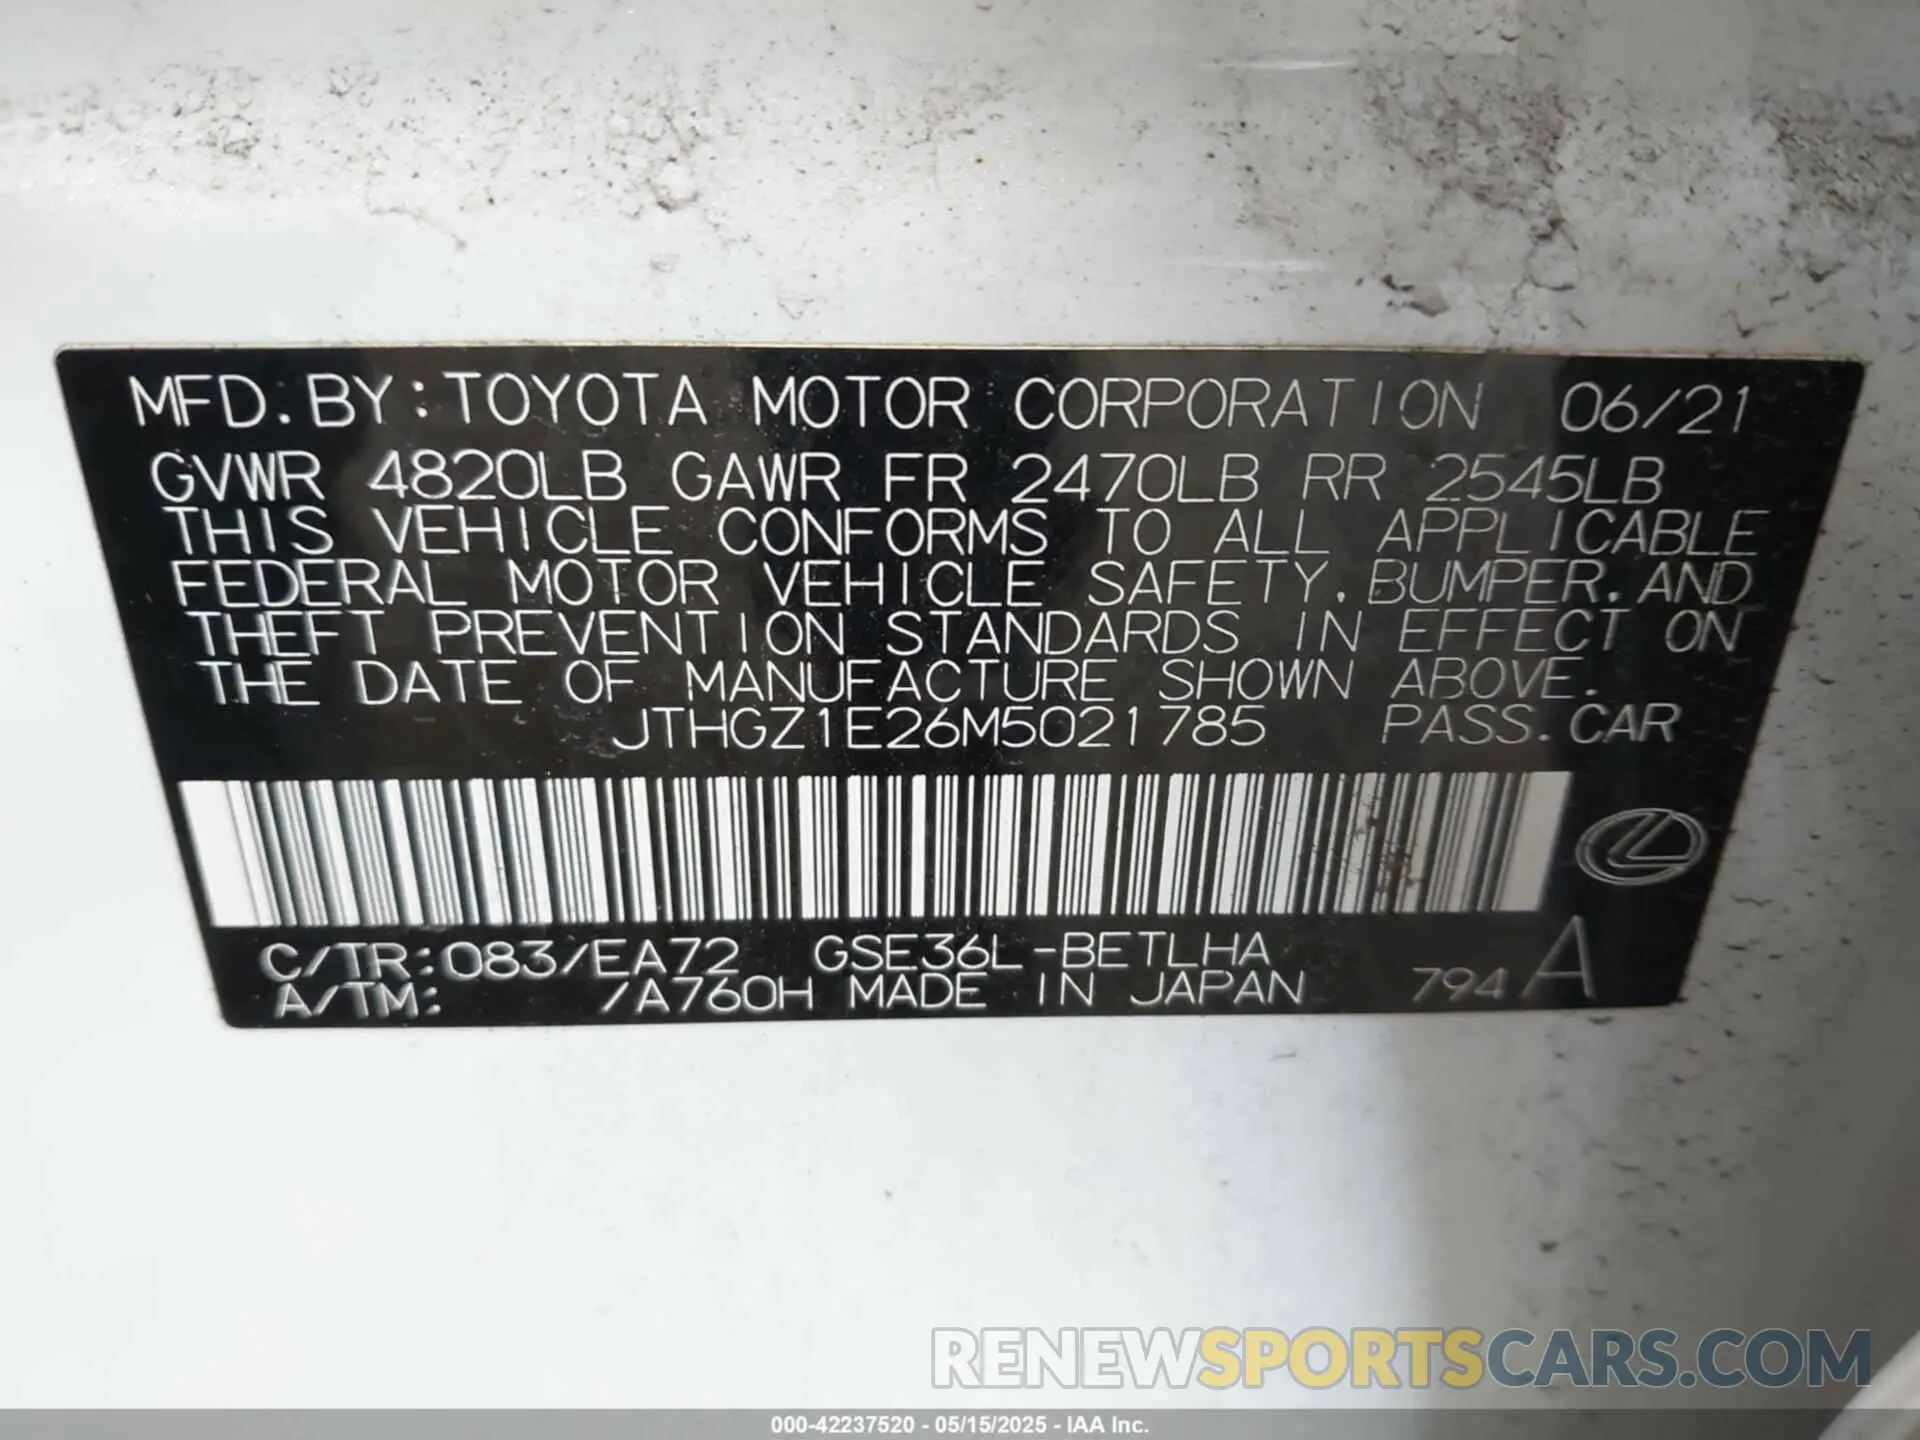 MFD. BY: TOYOTA MOTOR CORPORATION 06/21
GVWR 4820LB GAWR FR 2470LB RR 2545LB
THIS VEHICLE CONFORMS TO ALL APPLICABLE
FEDERAL MOTOR VEHICLE SAFETY, BUMPER, AND
THEFT PREVENTION STANDARDS IN EFFECT ON
THE DATE OF MANUFACTURE SHOWN ABOVE.
JTHGZ1E26M5021785 PASS. CAR
C/TR: 083/EA72 GSE36L-BETLHA
A/TM: /A760H MADE IN JAPAN 794 A
RENEWSPORTSCARS.COM
000-42237520 - 05/15/2025 - IAA Inc.